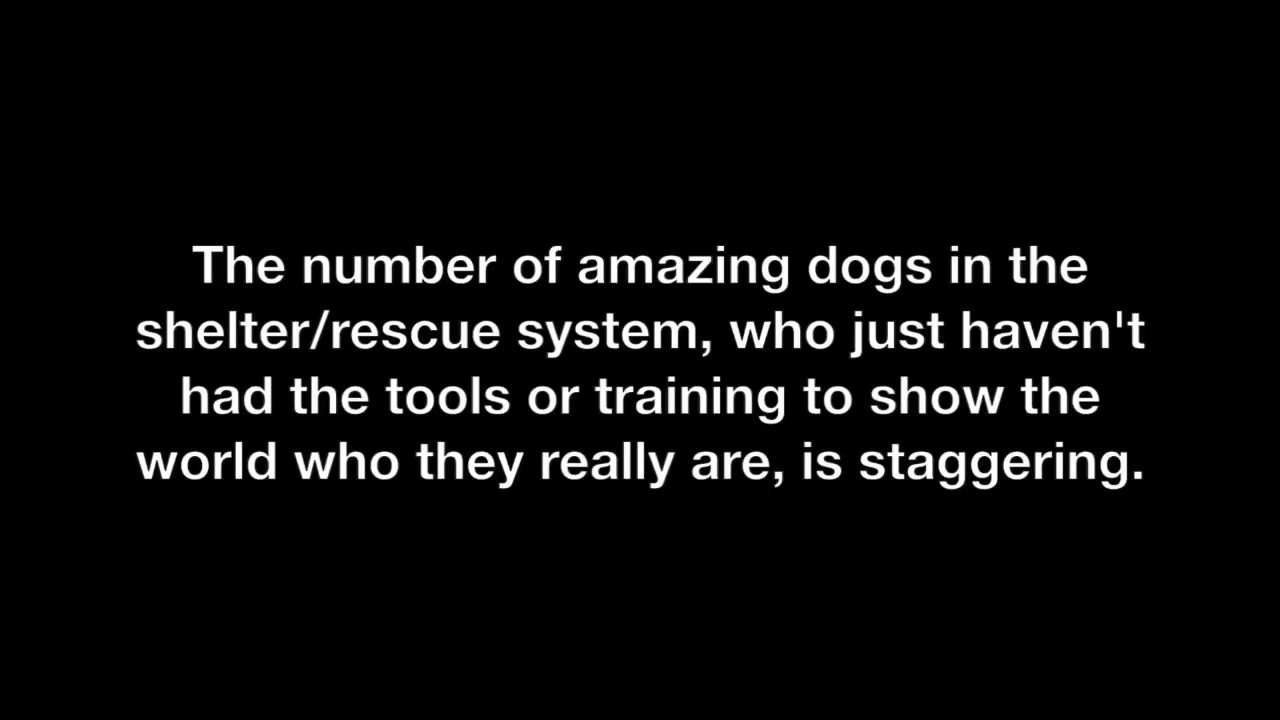 The number of amazing dogs in the
shelter/rescue system, who just haven't
had the tools or training to show the
world who they really are, is staggering.